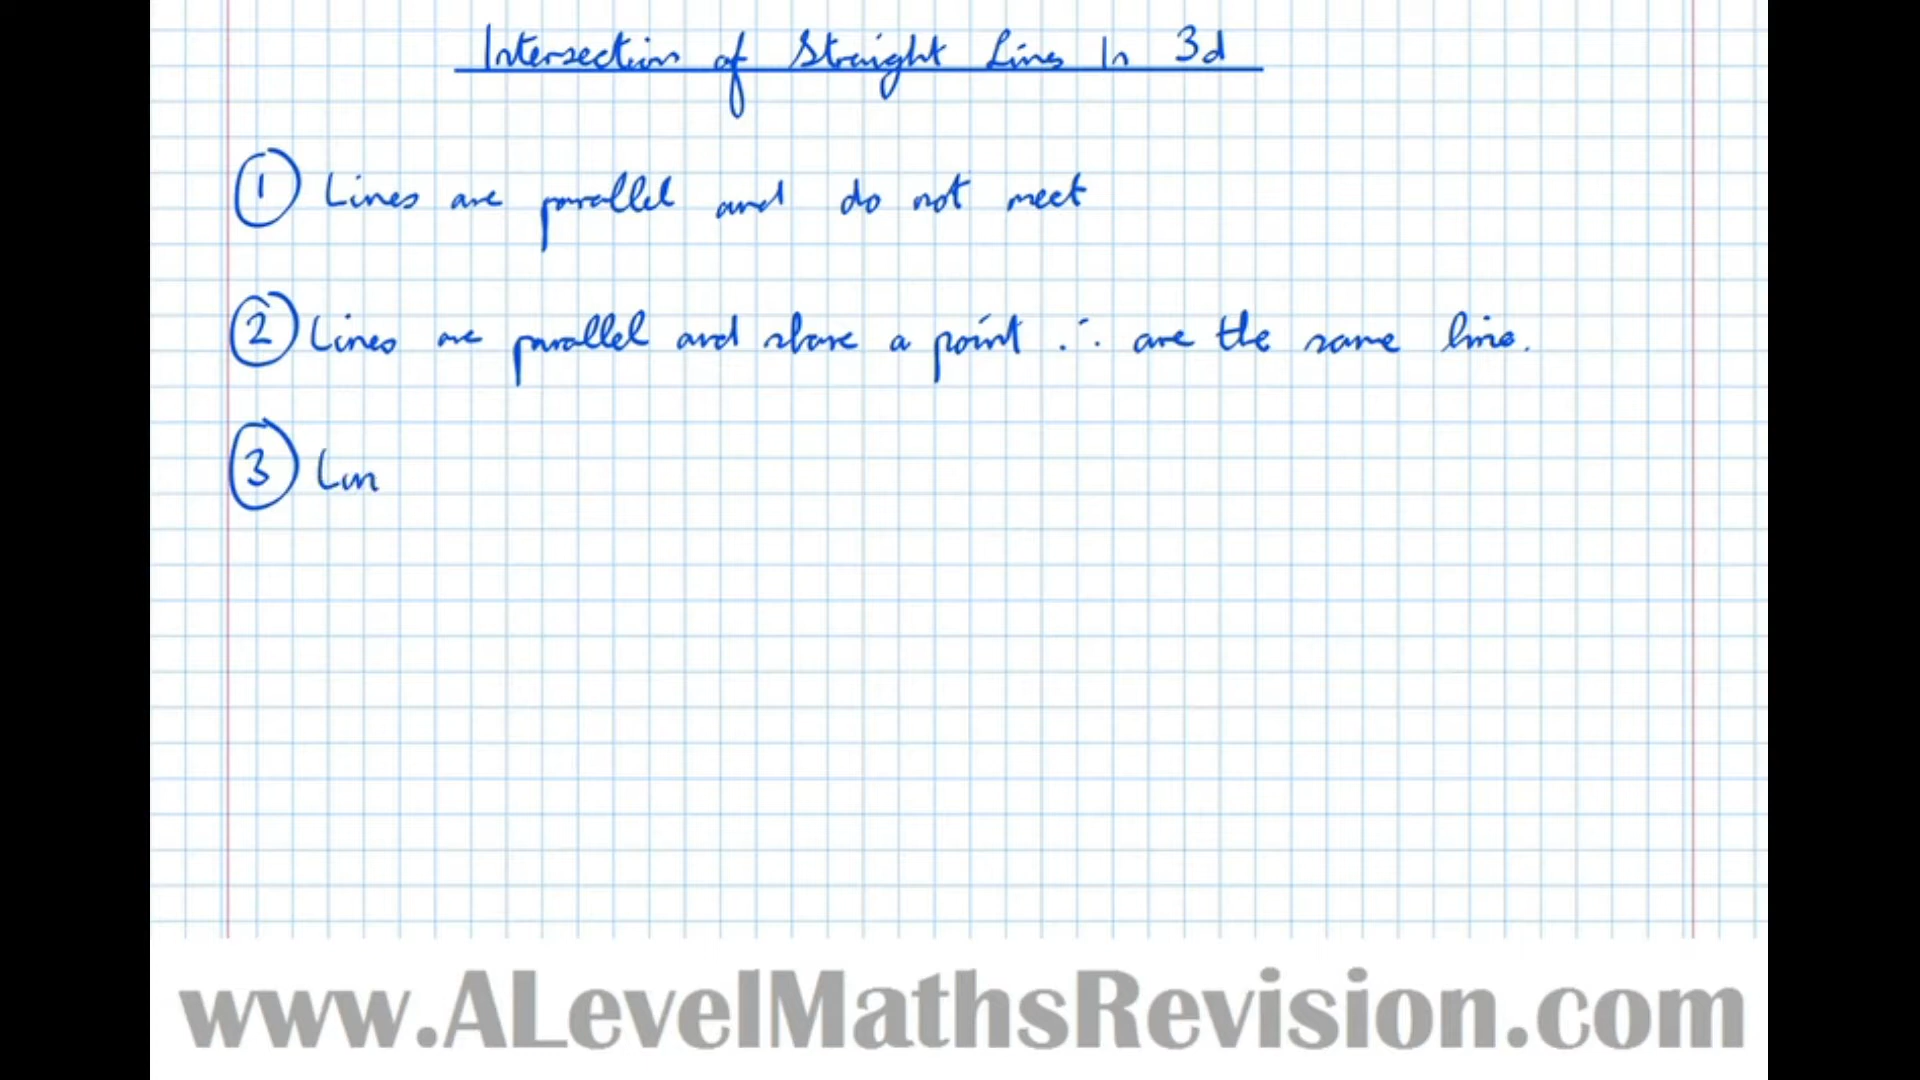 Intersection of Straight Lines In 3d
① Lines are parallel and do not meet
② Lines are parallel and share a point ∴ are the same line.
③ Lin
www.ALevelMathsRevision.com